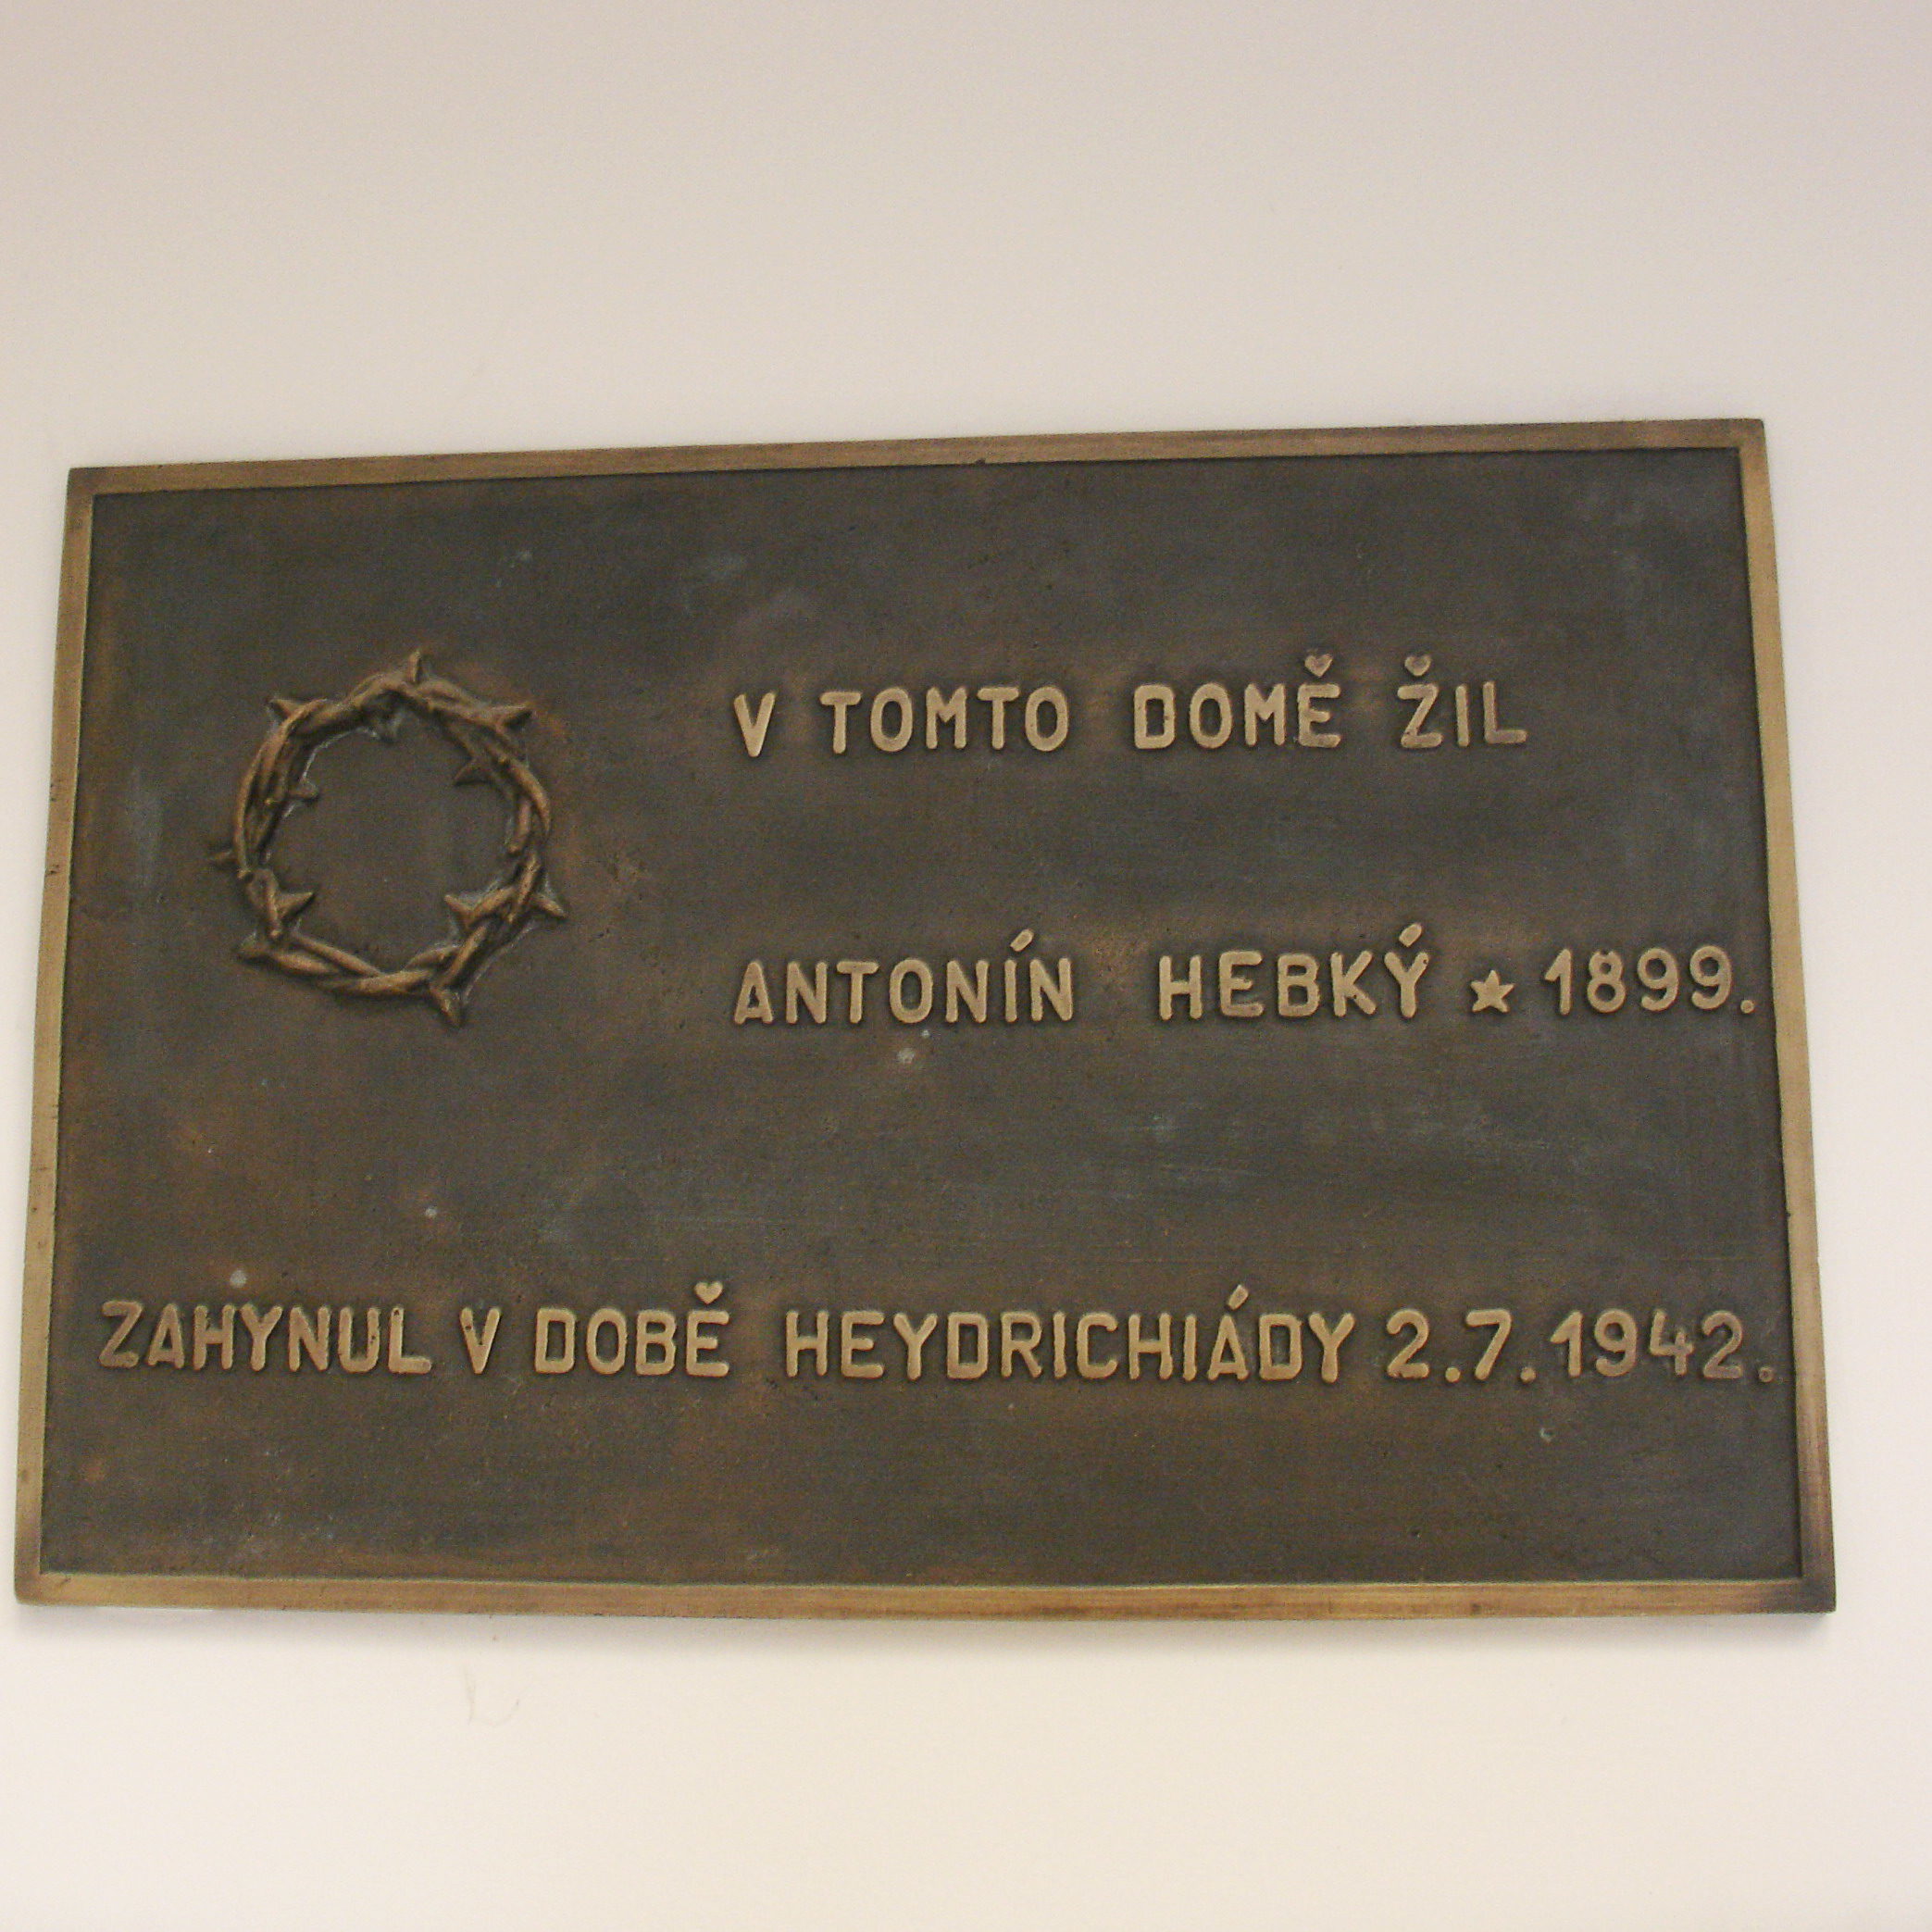 V TOMTO DOMĚ ŽIL
ANTONÍN HEBKÝ ★ 1899.
ZAHYNUL V DOBĚ HEYDRICHIÁDY 2.7.1942.